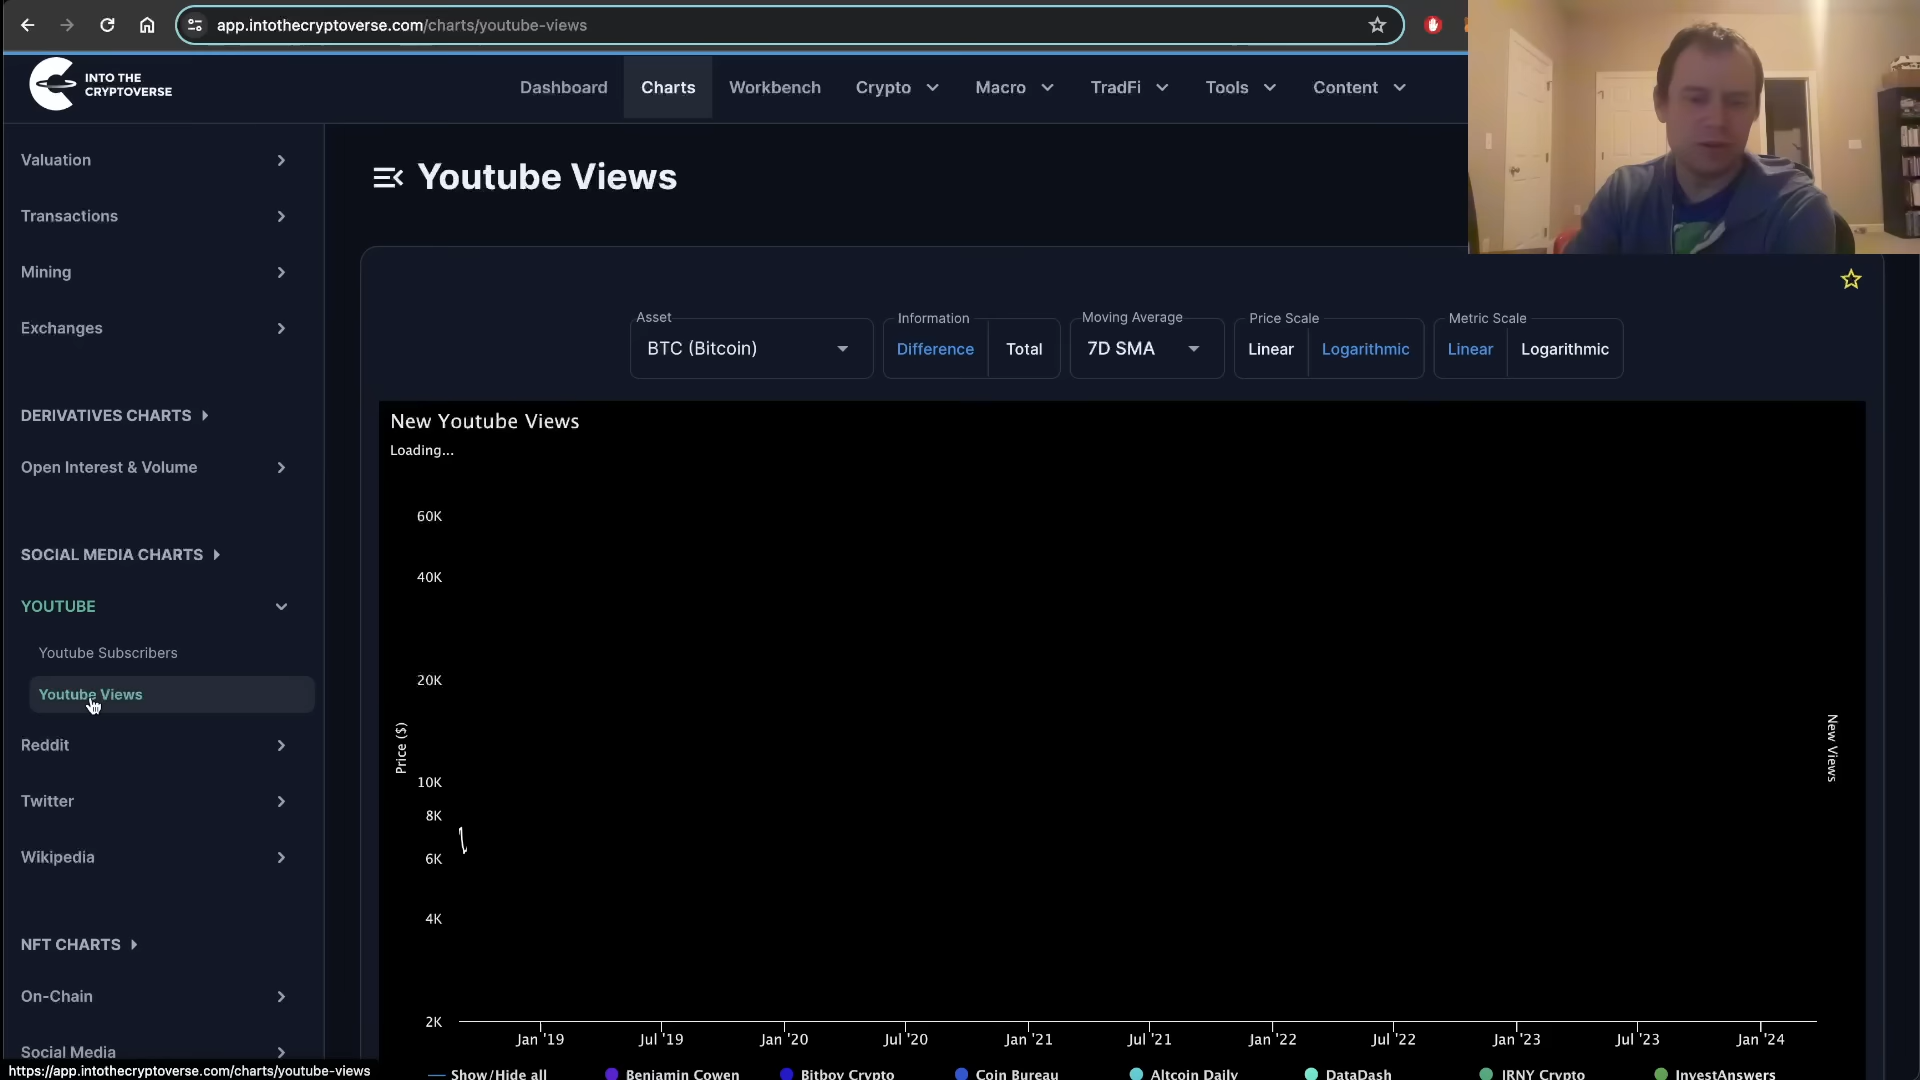 app.intothecryptoverse.com/charts/youtube-views
INTO THE
CRYPTOVERSE
Dashboard
Charts
Workbench
Crypto
Macro
TradFi
Tools
Content
Valuation
Transactions
Mining
Exchanges
DERIVATIVES CHARTS
Open Interest & Volume
SOCIAL MEDIA CHARTS
YOUTUBE
Youtube Subscribers
Youtube Views
Reddit
Twitter
Wikipedia
NFT CHARTS
On-Chain
Social Media
https://app.intothecryptoverse.com/charts/youtube-views
Youtube Views
Asset
BTC (Bitcoin)
Information
Difference
Total
Moving Average
7D SMA
Price Scale
Linear
Logarithmic
Metric Scale
Linear
Logarithmic
New Youtube Views
Loading...
60K
40K
20K
10K
8K
6K
4K
2K
Price ($)
New Views
Jan '19
Jul '19
Jan '20
Jul '20
Jan '21
Jul '21
Jan '22
Jul '22
Jan '23
Jul '23
Jan '24
Show/Hide all
Benjamin Cowen
Bitboy Crypto
Coin Bureau
Altcoin Daily
DataDash
IRNY Crypto
InvestAnswers